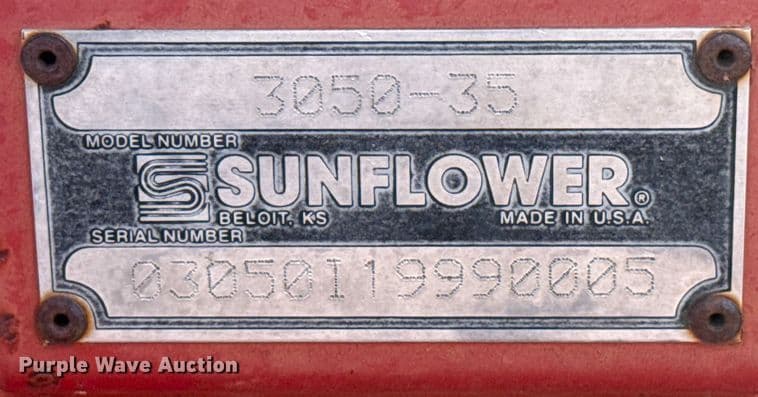 3050-35
MODEL NUMBER
SUNFLOWER®
BELOIT, KS MADE IN U.S.A.
SERIAL NUMBER
03050I19990005
Purple Wave Auction